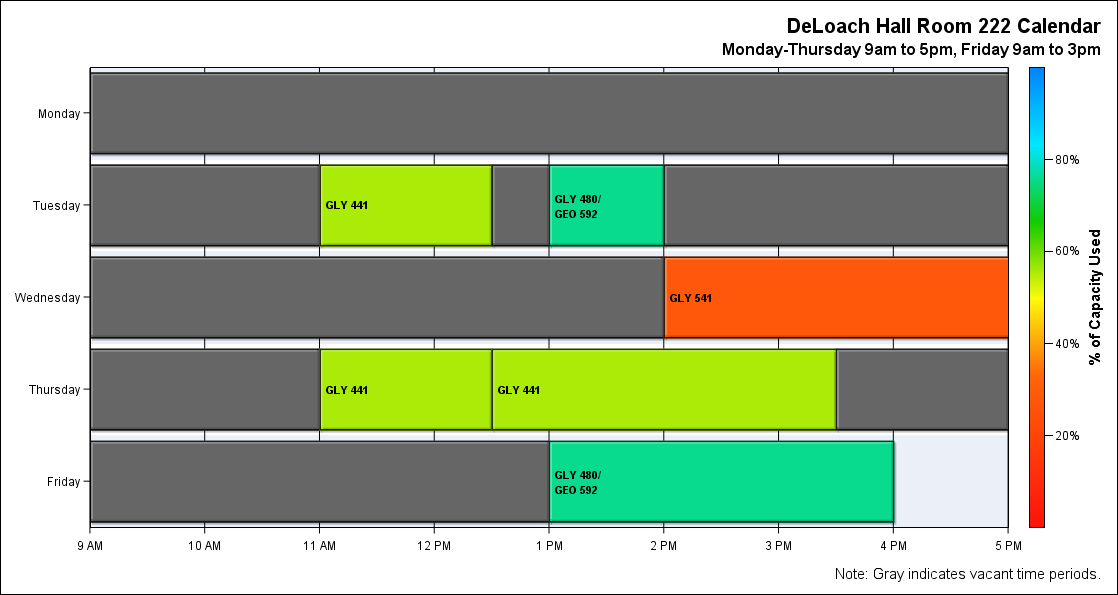 DeLoach Hall Room 222 Calendar
Monday-Thursday 9am to 5pm, Friday 9am to 3pm
Monday
Tuesday
GLY 441
GLY 480/
GEO 592
Wednesday
GLY 541
Thursday
GLY 441
GLY 441
Friday
GLY 480/
GEO 592
9 AM
10 AM
11 AM
12 PM
1 PM
2 PM
3 PM
4 PM
5 PM
80%
60%
40%
20%
% of Capacity Used
Note: Gray indicates vacant time periods.